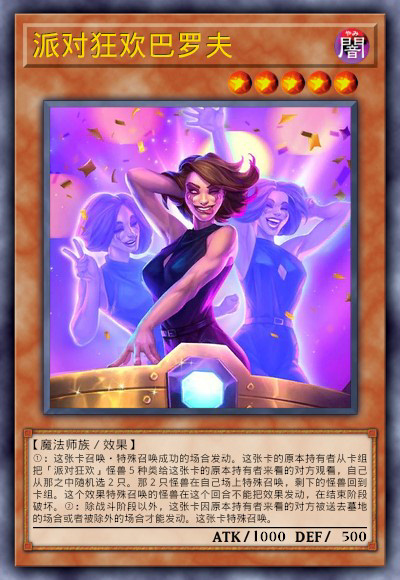 派对狂欢巴罗夫
やみ
闇
【魔法师族／效果】
①：这张卡召唤・特殊召唤成功的场合发动。这张卡的原本持有者从卡组
把「派对狂欢」怪兽５种类给这张卡的原本持有者来看的对方观看，自己
从那之中随机选２只。那２只怪兽在自己场上特殊召唤，剩下的怪兽回到
卡组。这个效果特殊召唤的怪兽在这个回合不能把效果发动，在结束阶段
破坏。②：除战斗阶段以外，这张卡因原本持有者来看的对方被送去墓地
的场合或者被除外的场合才能发动。这张卡特殊召唤。
ATK/1000 DEF/ 500